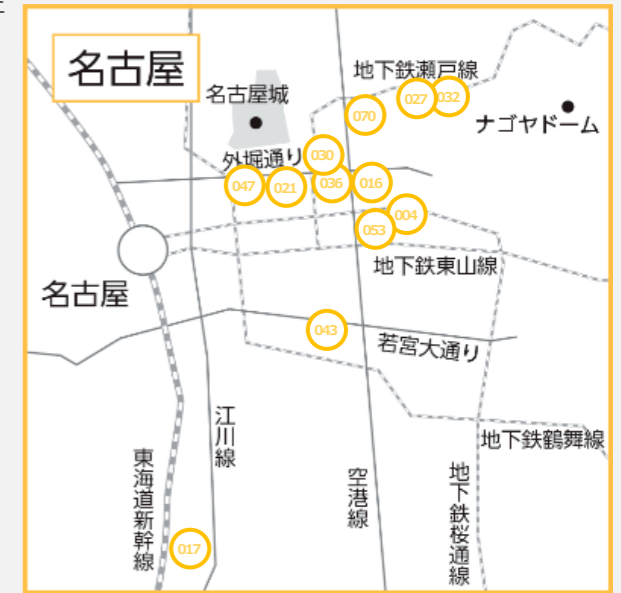 名古屋
地下鉄瀬戸線
名古屋城
027
032
070
ナゴヤドーム
外堀通り
030
047
021
036
016
004
053
地下鉄東山線
名古屋
043
若宮大通り
江川線
地下鉄鶴舞線
東海道新幹線
空港線
地下鉄桜通線
017